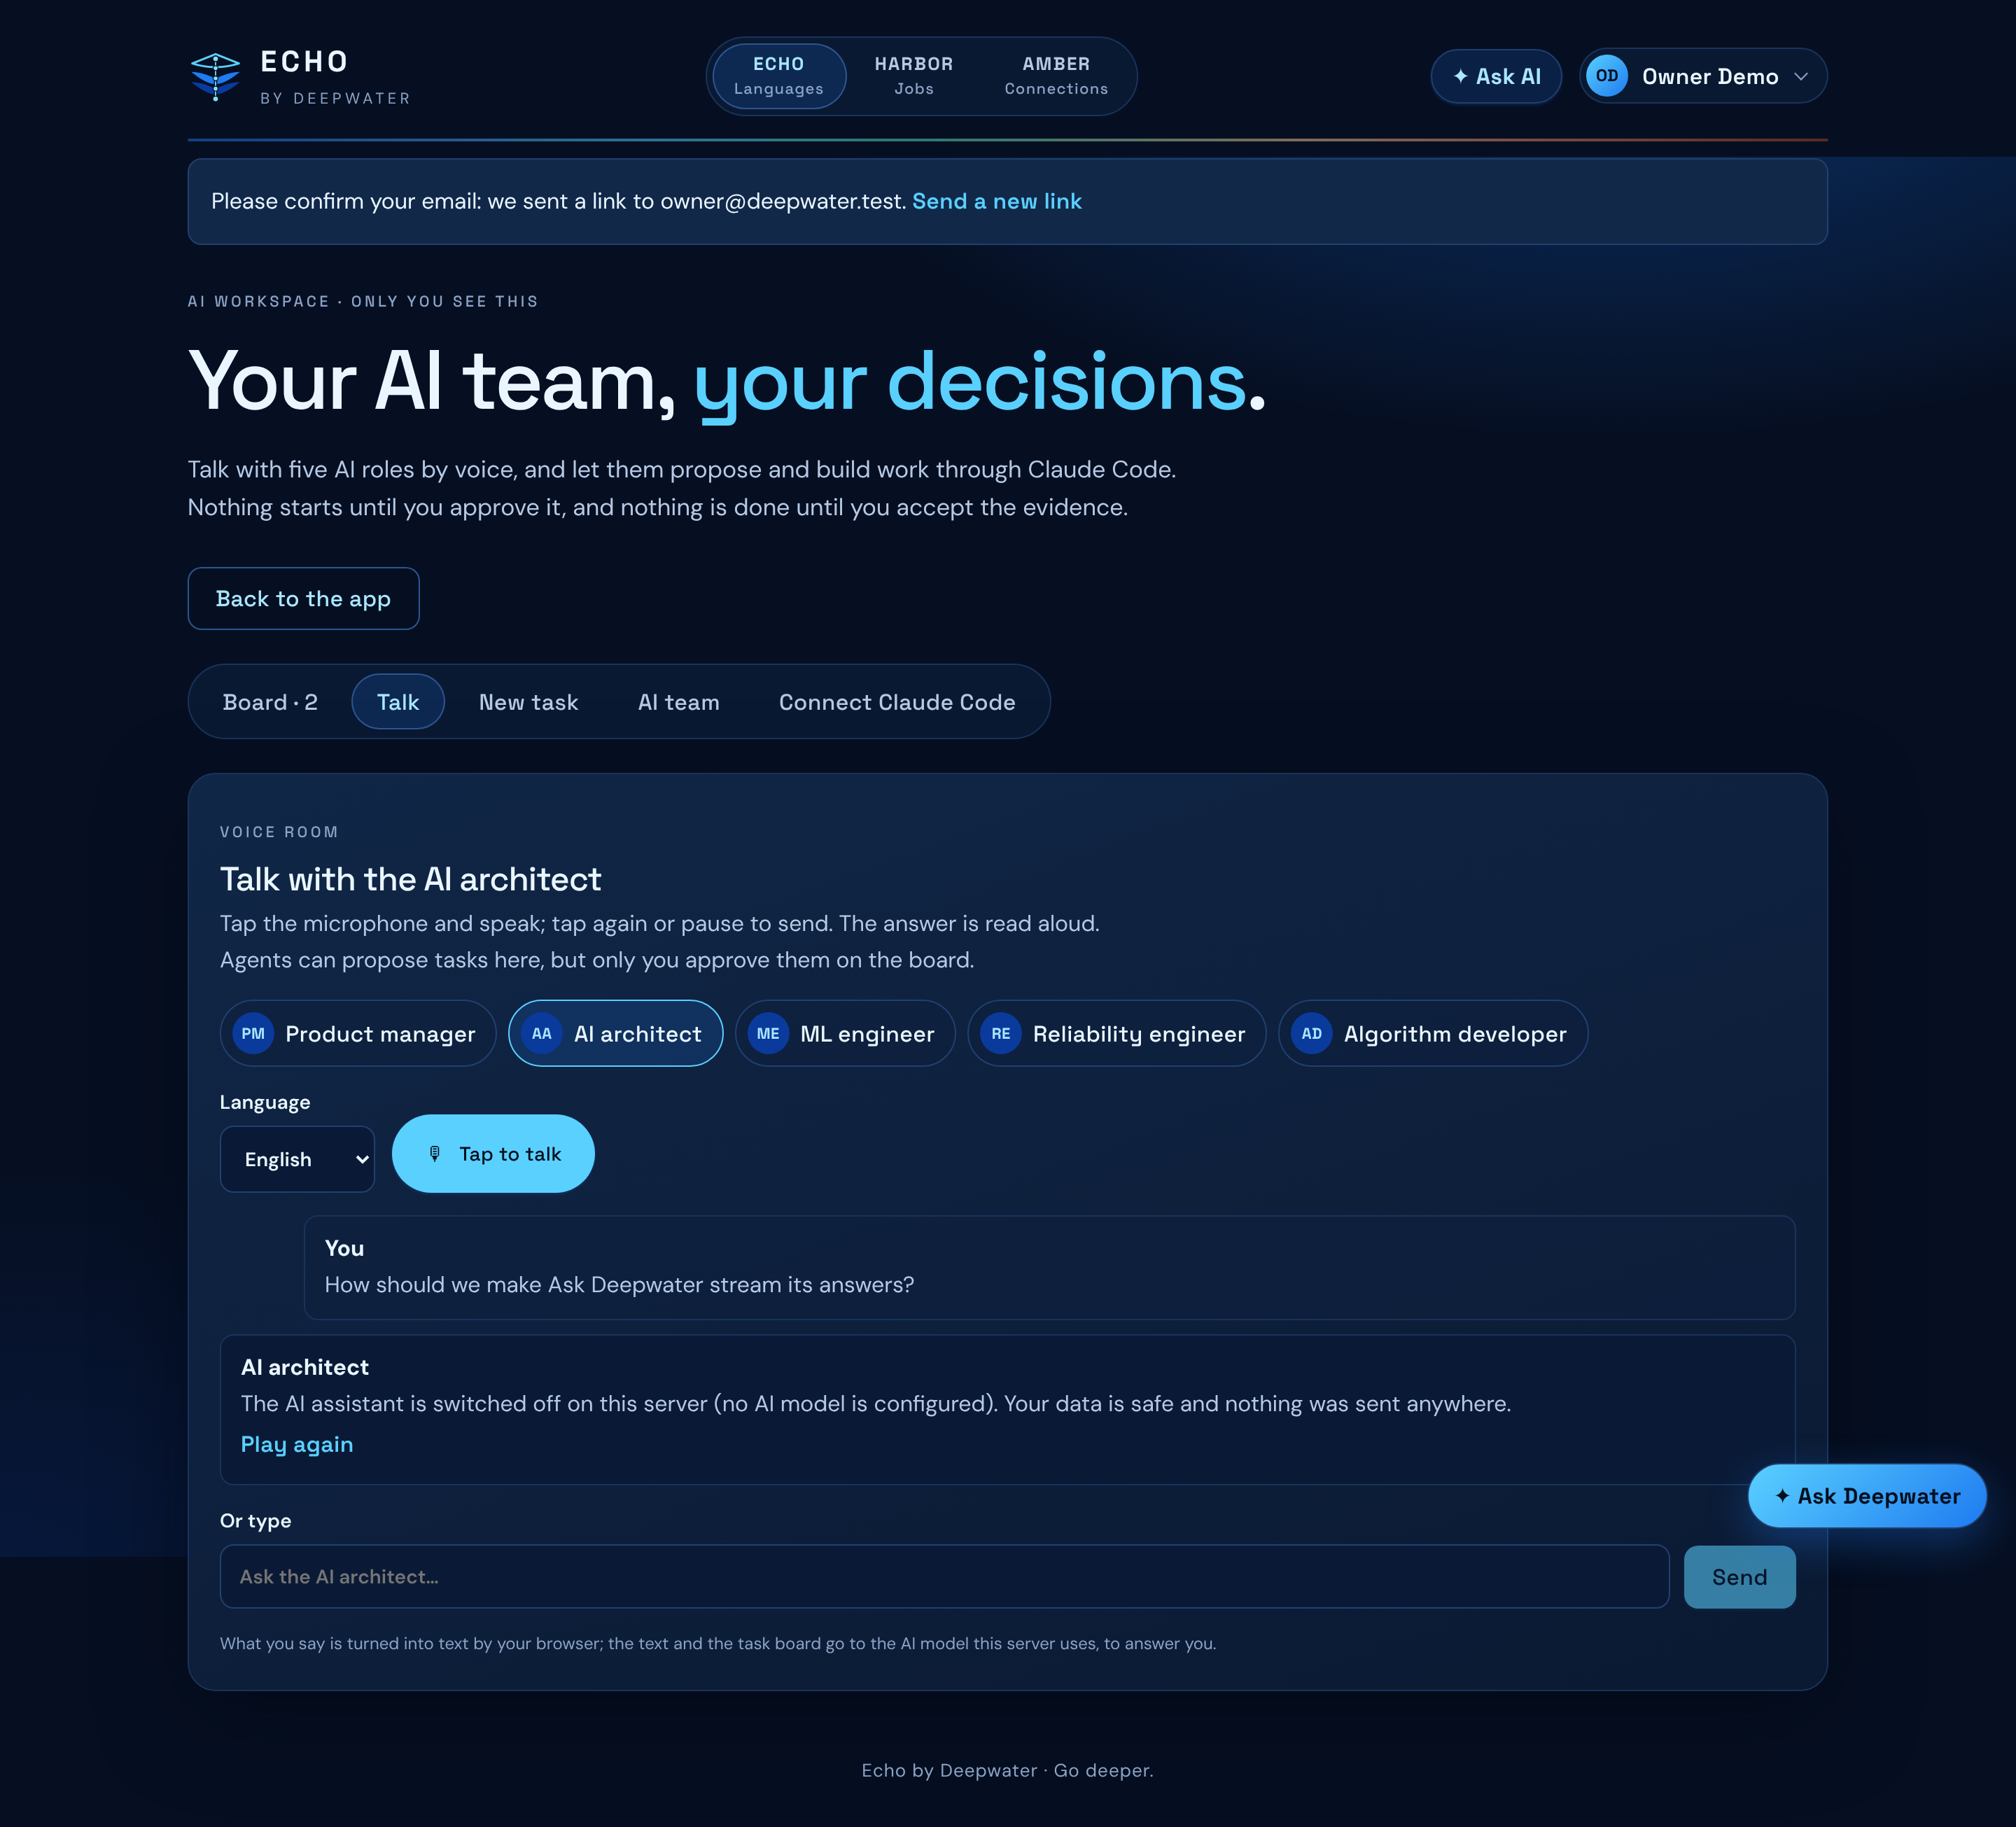 ECHO
BY DEEPWATER
ECHO
Languages
HARBOR
Jobs
AMBER
Connections
✦ Ask AI
OD
Owner Demo
Please confirm your email: we sent a link to owner@deepwater.test. Send a new link
AI WORKSPACE · ONLY YOU SEE THIS
Your AI team, your decisions.
Talk with five AI roles by voice, and let them propose and build work through Claude Code.
Nothing starts until you approve it, and nothing is done until you accept the evidence.
Back to the app
Board · 2
Talk
New task
AI team
Connect Claude Code
VOICE ROOM
Talk with the AI architect
Tap the microphone and speak; tap again or pause to send. The answer is read aloud.
Agents can propose tasks here, but only you approve them on the board.
PM Product manager
AA AI architect
ME ML engineer
RE Reliability engineer
AD Algorithm developer
Language
English
Tap to talk
You
How should we make Ask Deepwater stream its answers?
AI architect
The AI assistant is switched off on this server (no AI model is configured). Your data is safe and nothing was sent anywhere.
Play again
✦ Ask Deepwater
Or type
Ask the AI architect…
Send
What you say is turned into text by your browser; the text and the task board go to the AI model this server uses, to answer you.
Echo by Deepwater · Go deeper.